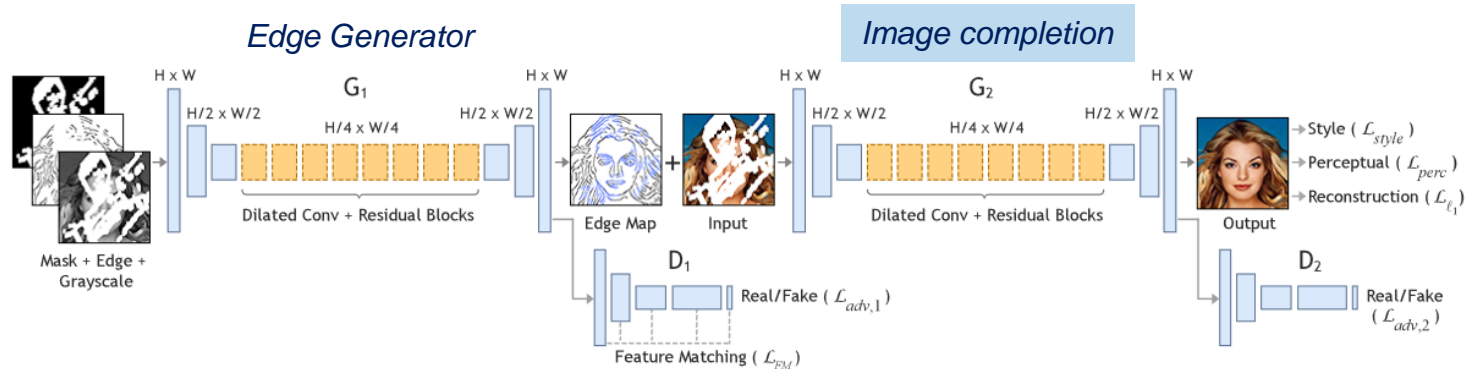 Edge Generator
Image completion
H x W
H/2 x W/2
G₁
H/4 x W/4
H/2 x W/2
H x W
Dilated Conv + Residual Blocks
Mask + Edge +
Grayscale
+
Edge Map
Input
H x W
H/2 x W/2
G₂
H/4 x W/4
H/2 x W/2
H x W
Dilated Conv + Residual Blocks
Output
Style ( ℒstyle )
Perceptual ( ℒperc )
Reconstruction ( ℒℓ₁ )
D₁
Real/Fake ( ℒadv,1 )
Feature Matching ( ℒFM )
D₂
Real/Fake
( ℒadv,2 )